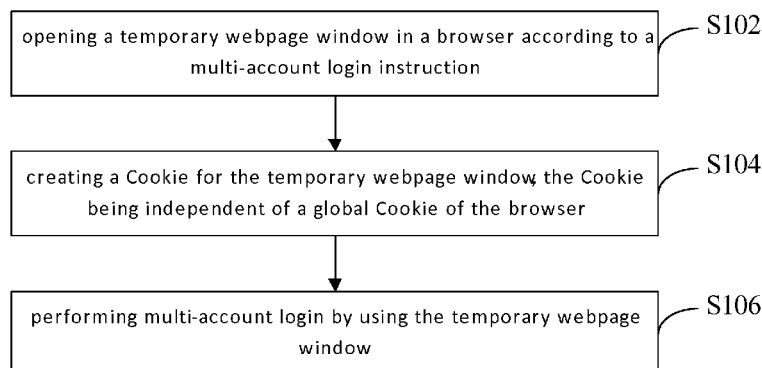 opening a temporary webpage window in a browser according to a
multi-account login instruction
S102
creating a Cookie for the temporary webpage window, the Cookie
being independent of a global Cookie of the browser
S104
performing multi-account login by using the temporary webpage
window
S106